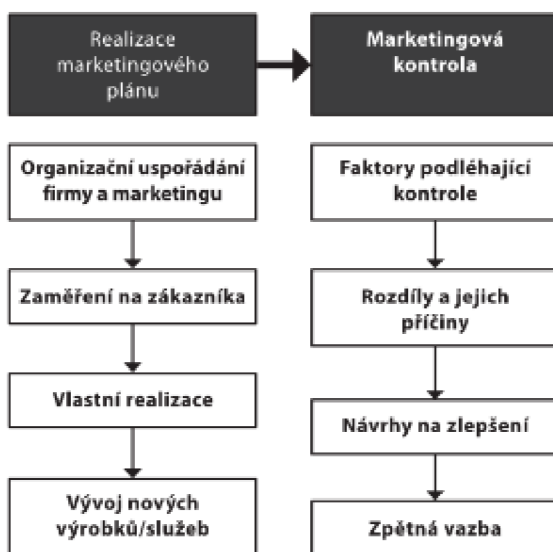 Realizace
marketingového
plánu
Marketingová
kontrola
Organizační uspořádání
firmy a marketingu
Zaměření na zákazníka
Vlastní realizace
Vývoj nových
výrobků/služeb
Faktory podléhající
kontrole
Rozdíly a jejich
příčiny
Návrhy na zlepšení
Zpětná vazba